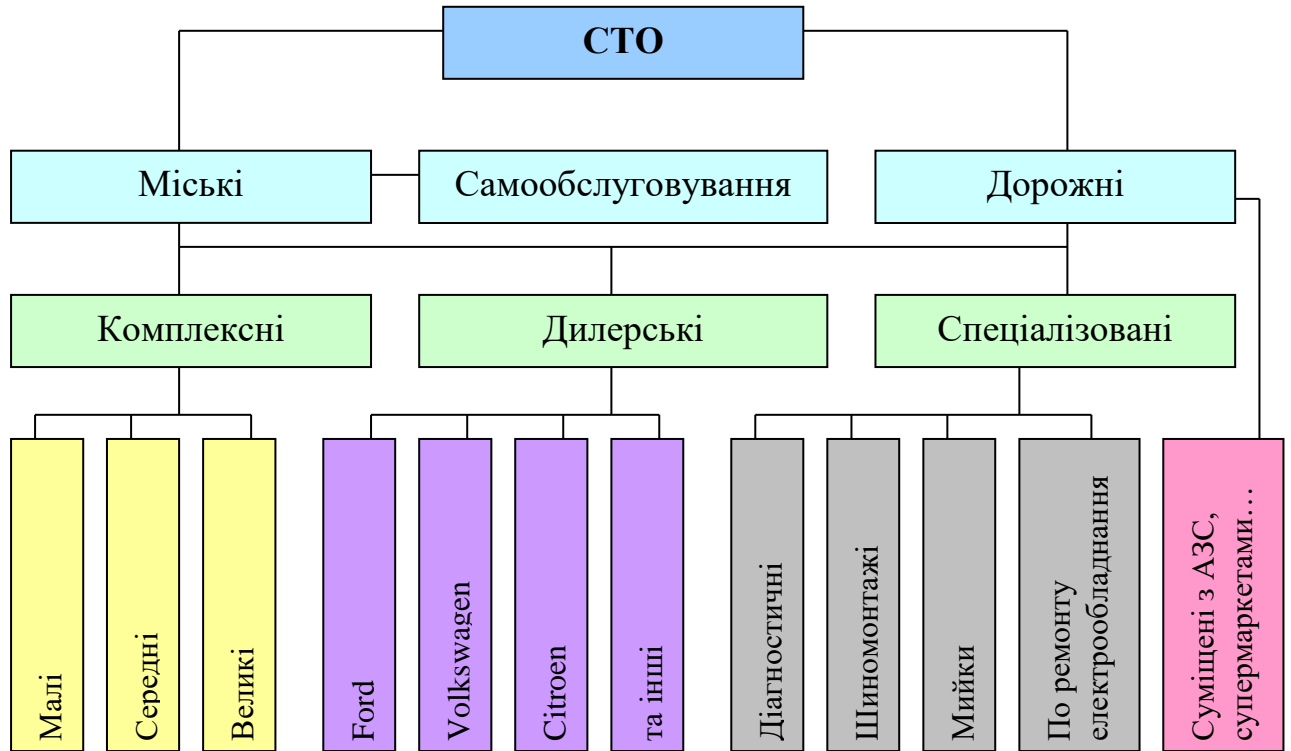 СТО
Міські
Самообслуговування
Дорожні
Комплексні
Дилерські
Спеціалізовані
Малі
Середні
Великі
Ford
Volkswagen
Citroen
та інші
Діагностичні
Шиномонтажі
Мийки
По ремонту
електрообладнання
Суміщені з АЗС,
супермаркетами…